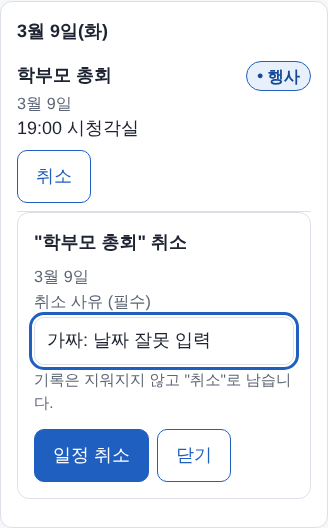 3월 9일(화)
학부모 총회
• 행사
3월 9일
19:00 시청각실
취소
"학부모 총회" 취소
3월 9일
취소 사유 (필수)
가짜: 날짜 잘못 입력
기록은 지워지지 않고 "취소"로 남습니
다.
일정 취소
닫기